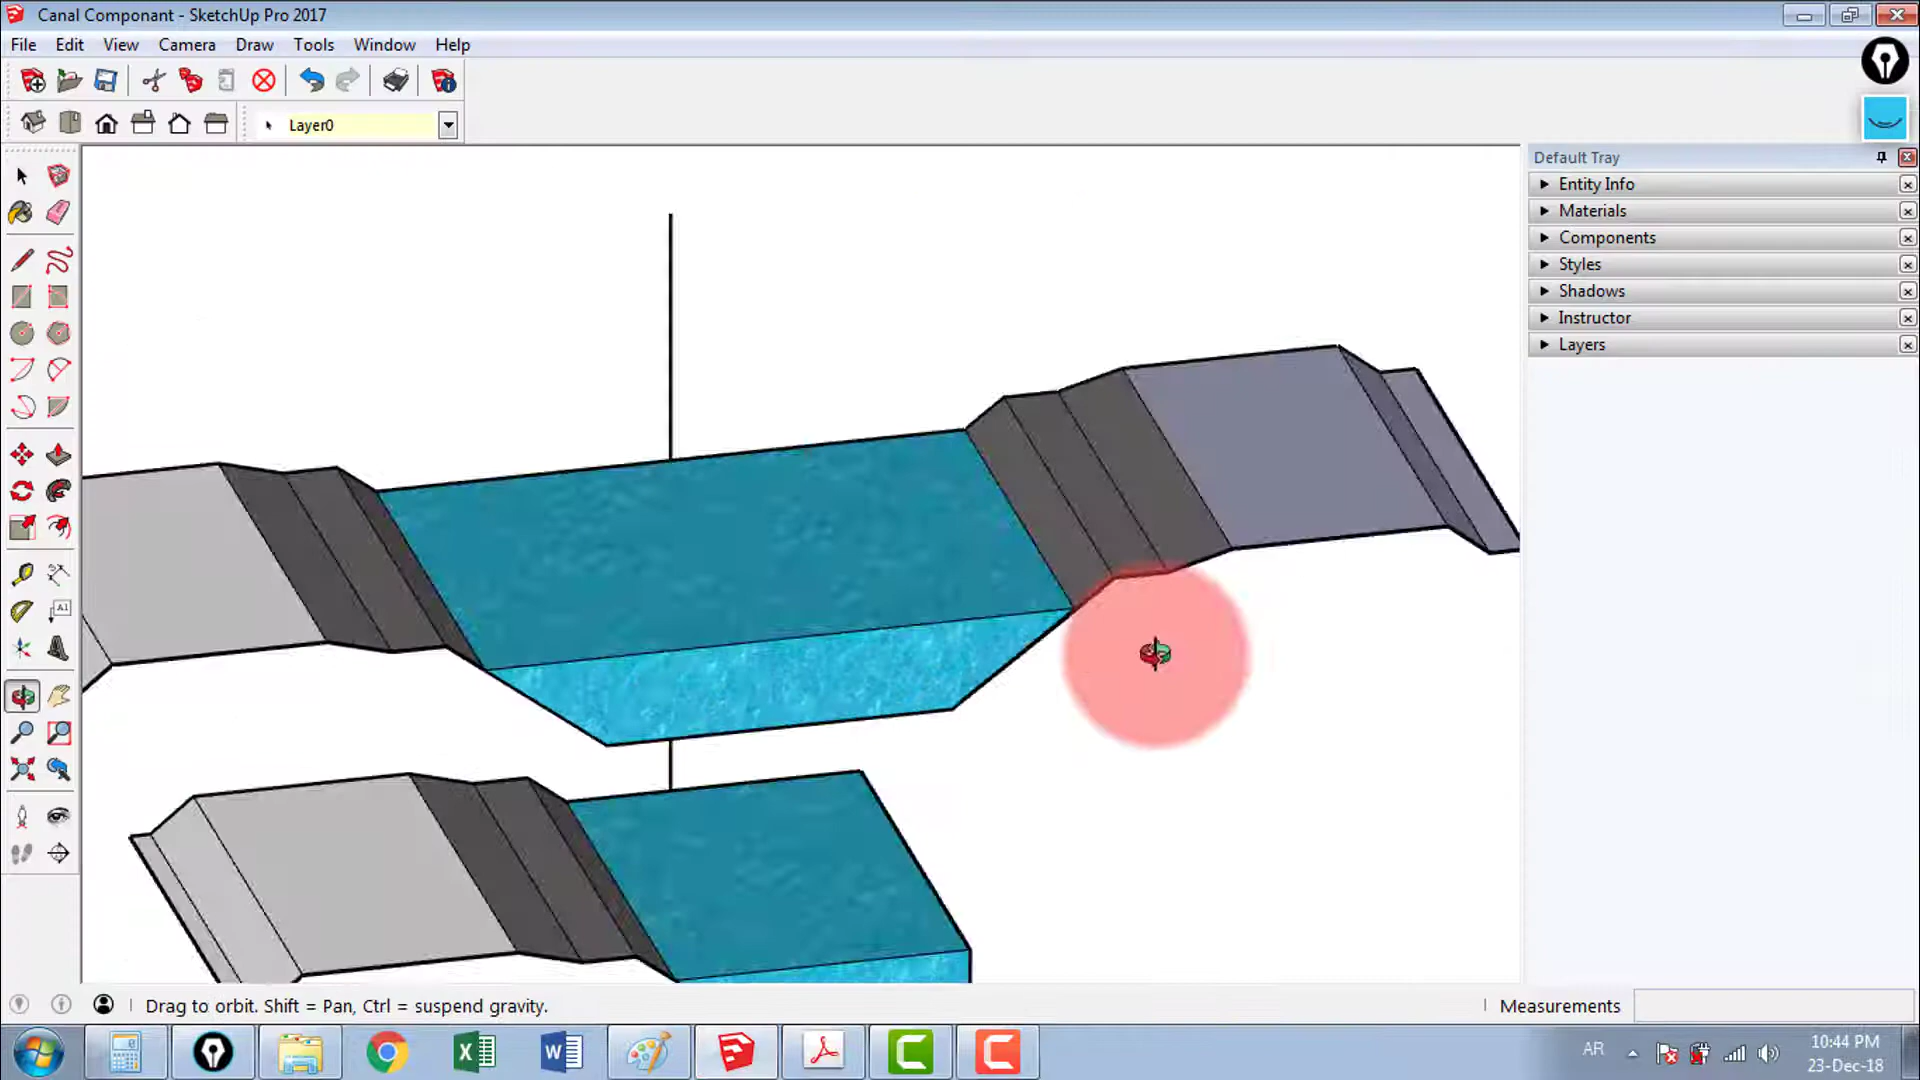 Canal Componant - SketchUp Pro 2017
File Edit View Camera Draw Tools Window Help
Layer0
Default Tray
Entity Info
Materials
Components
Styles
Shadows
Instructor
Layers
A1
Drag to orbit. Shift = Pan, Ctrl = suspend gravity.
Measurements
AR
10:44 PM
23-Dec-18